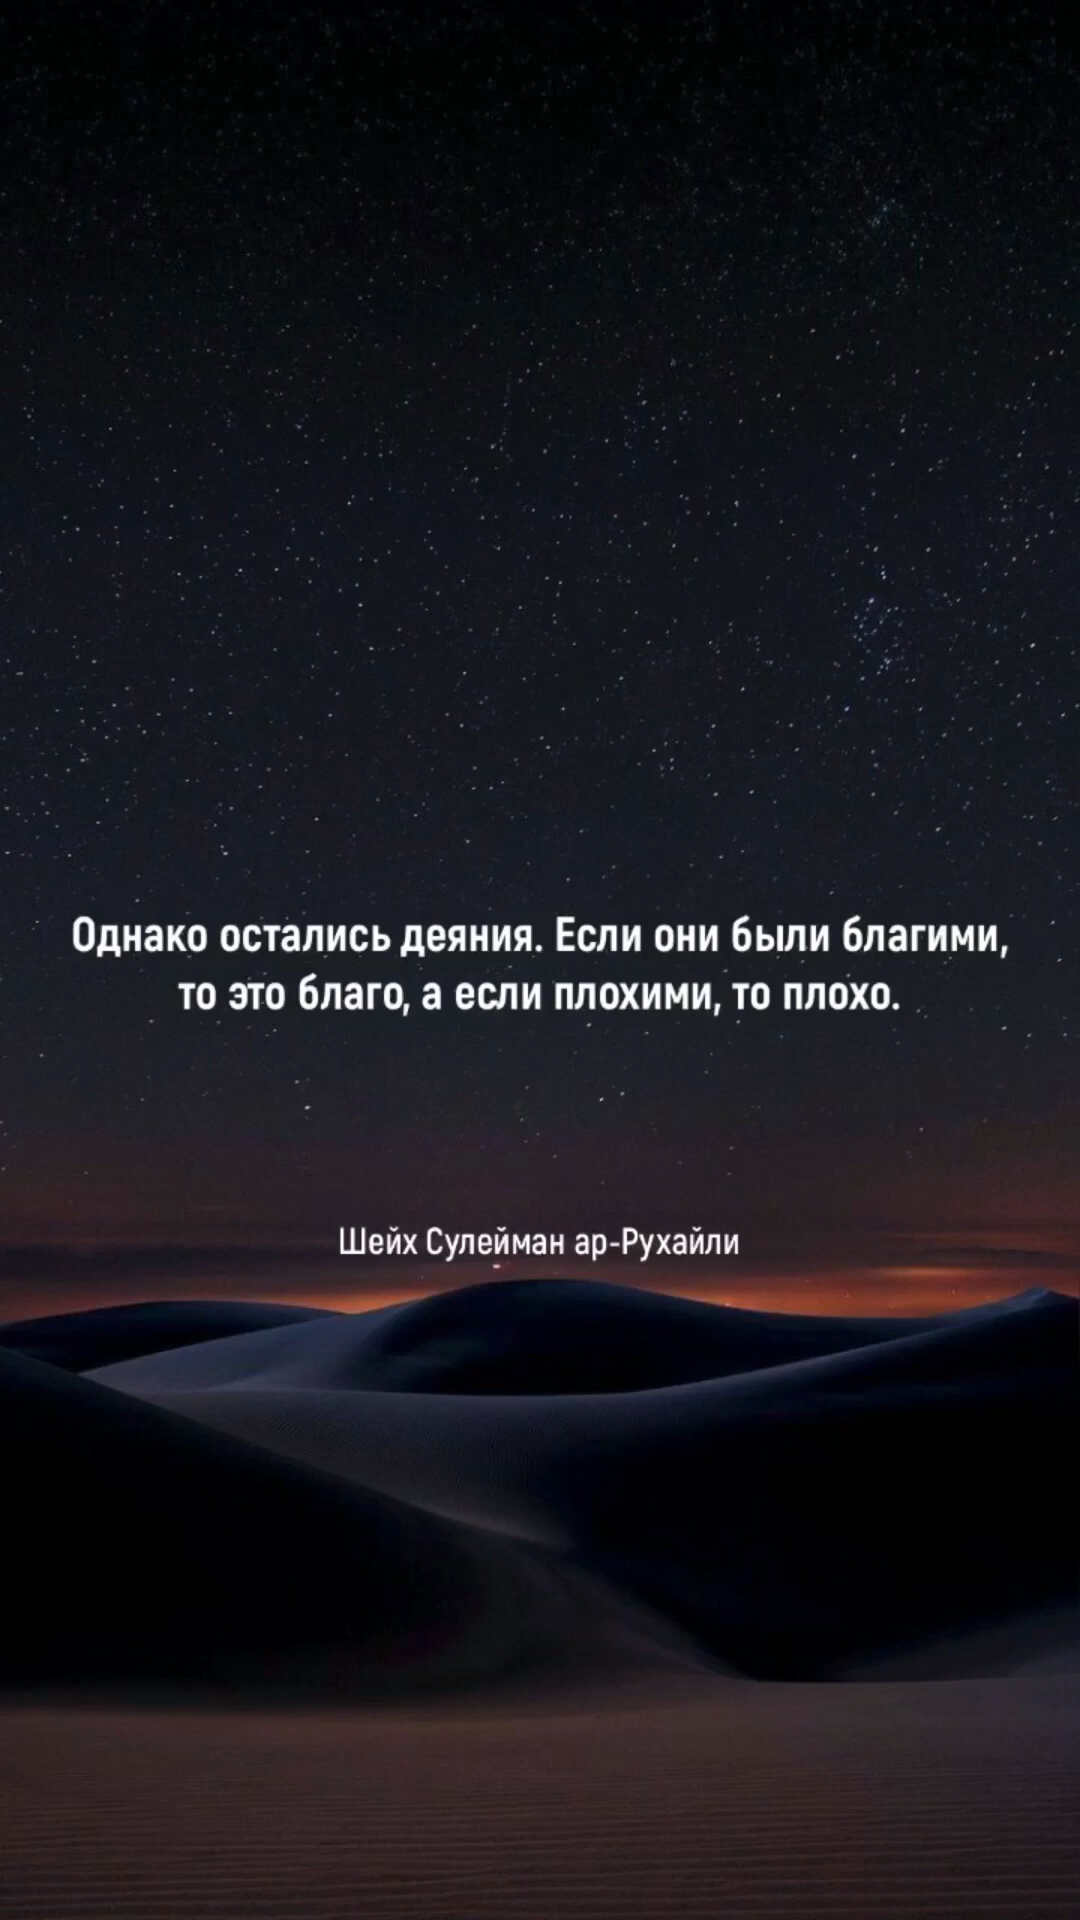 Однако остались деяния. Если они были благими,
то это благо, а если плохими, то плохо.
Шейх Сулейман ар-Рухайли